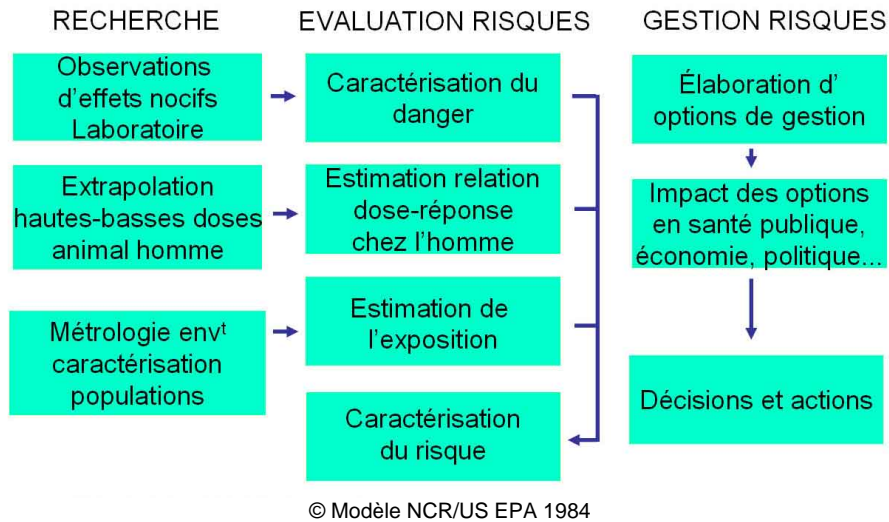 RECHERCHE
Observations
d’effets nocifs
Laboratoire
Extrapolation
hautes-basses doses
animal homme
Métrologie envᵗ
caractérisation
populations
EVALUATION RISQUES
Caractérisation du
danger
Estimation relation
dose-réponse
chez l’homme
Estimation de
l’exposition
Caractérisation
du risque
GESTION RISQUES
Élaboration d’
options de gestion
Impact des options
en santé publique,
économie, politique...
Décisions et actions
© Modèle NCR/US EPA 1984